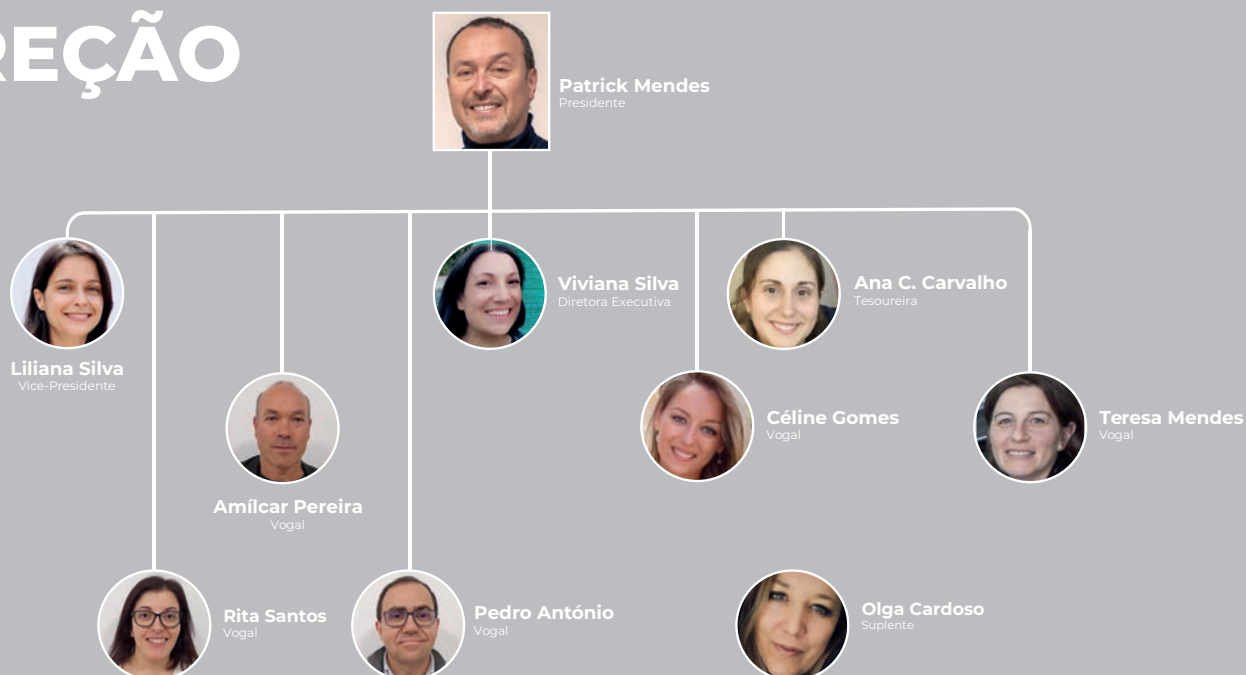 REÇÃO
Patrick Mendes
Presidente
Viviana Silva
Diretora Executiva
Ana C. Carvalho
Tesoureira
Liliana Silva
Vice-Presidente
Céline Gomes
Vogal
Teresa Mendes
Vogal
Amílcar Pereira
Vogal
Rita Santos
Vogal
Pedro António
Vogal
Olga Cardoso
Suplente